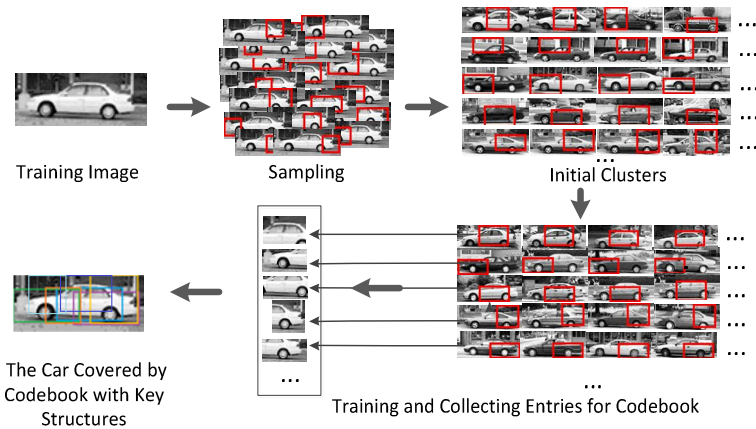 Training Image
Sampling
Initial Clusters
...
...
...
...
...
...
...
...
...
...
...
...
...
...
The Car Covered by
Codebook with Key
Structures
Training and Collecting Entries for Codebook